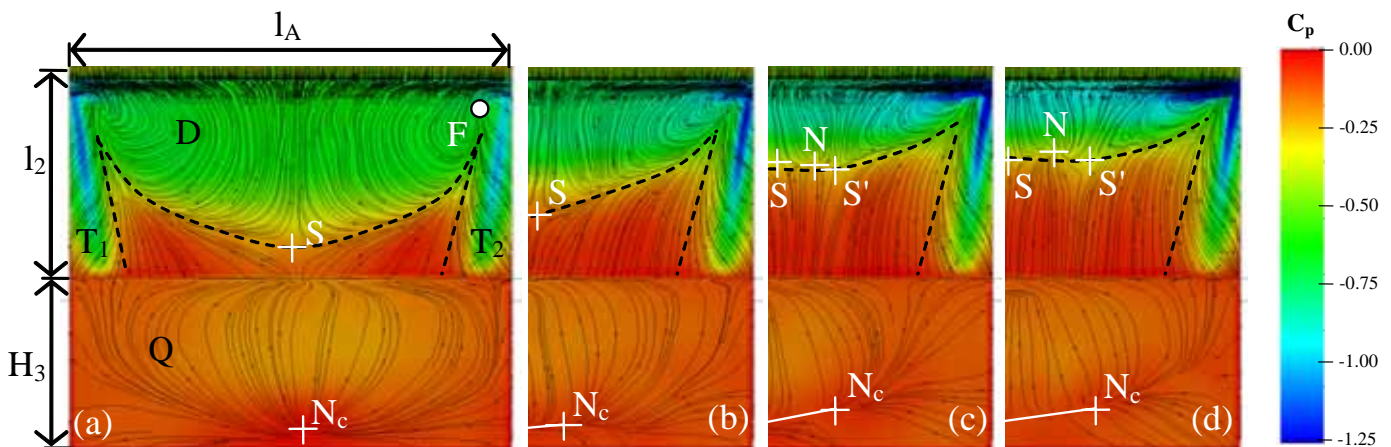 l_A
C_p
l_2
D
F
T_1
S
T_2
H_3
Q
N_c
(a)
S
N_c
(b)
N
S
S'
N_c
(c)
N
S
S'
N_c
(d)
0.00
-0.25
-0.50
-0.75
-1.00
-1.25